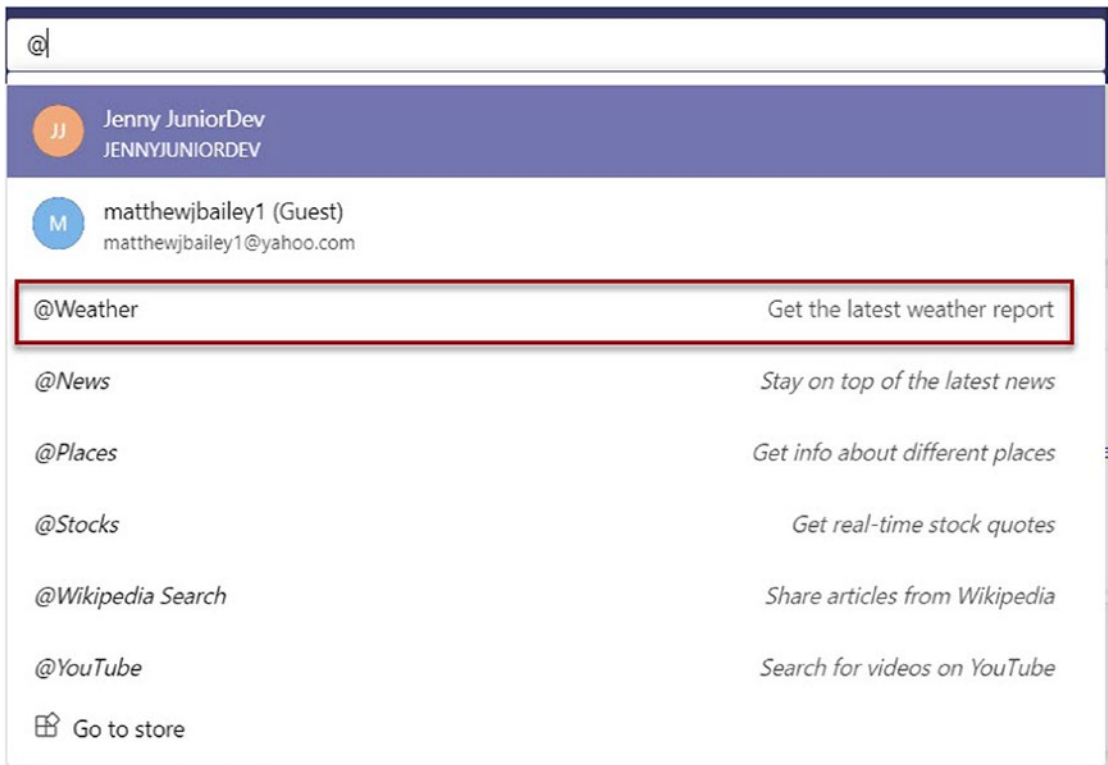 @
JJ
Jenny JuniorDev
JENNYJUNIORDEV
M
matthewjbailey1 (Guest)
matthewjbailey1@yahoo.com
@Weather Get the latest weather report
@News Stay on top of the latest news
@Places Get info about different places
@Stocks Get real-time stock quotes
@Wikipedia Search Share articles from Wikipedia
@YouTube Search for videos on YouTube
Go to store